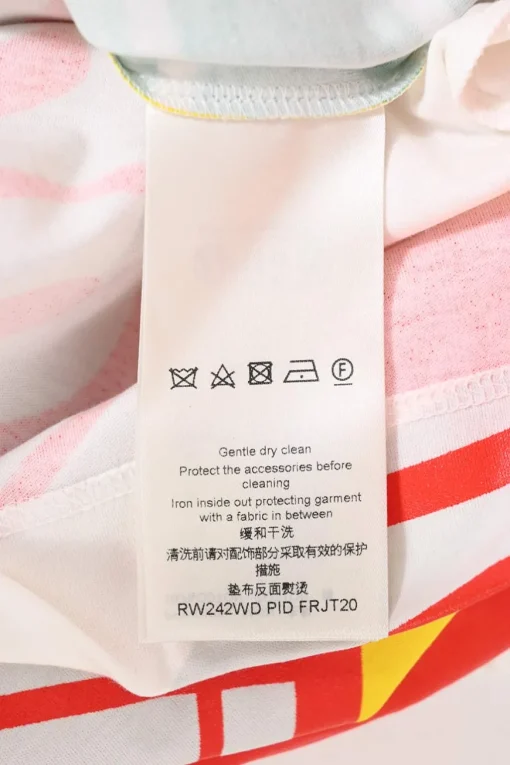 F
Gentle dry clean
Protect the accessories before
cleaning
Iron inside out protecting garment
with a fabric in between
缓和干洗
清洗前请对配饰部分采取有效的保护
措施
垫布反面熨烫
RW242WD PID FRJT20